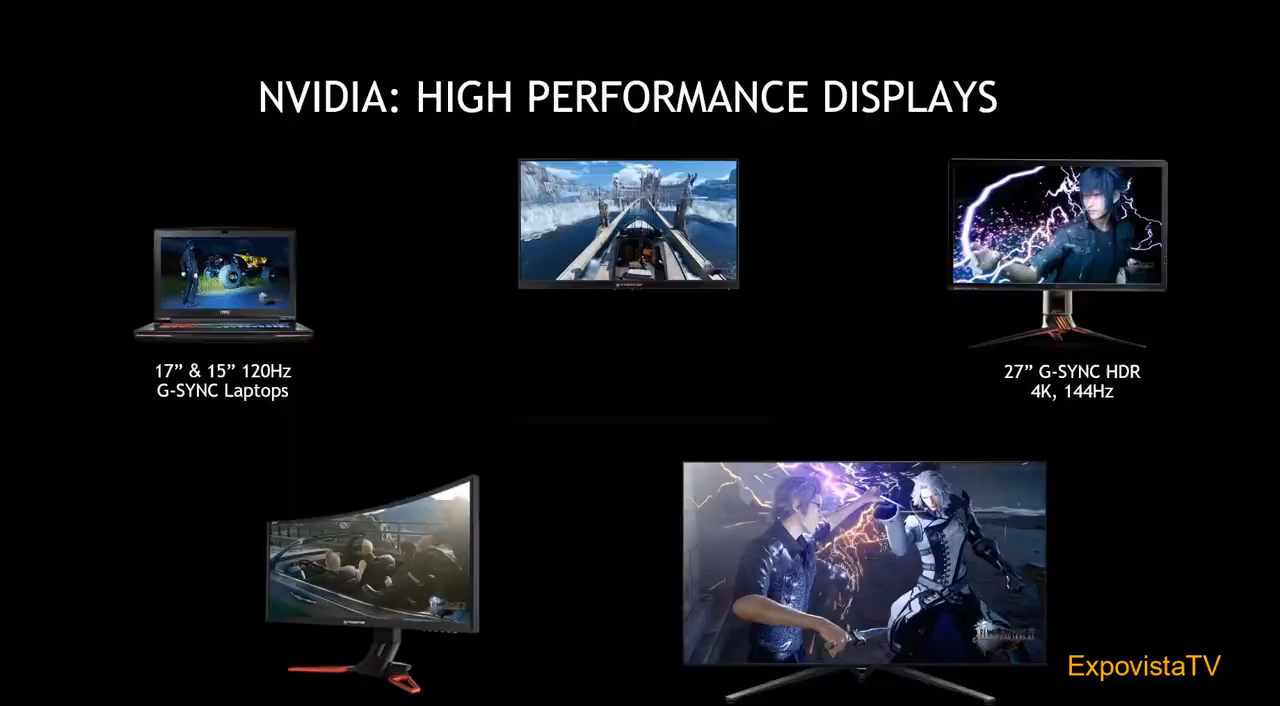 NVIDIA: HIGH PERFORMANCE DISPLAYS
17” & 15” 120Hz
G-SYNC Laptops
27” G-SYNC HDR
4K, 144Hz
ExpovistaTV